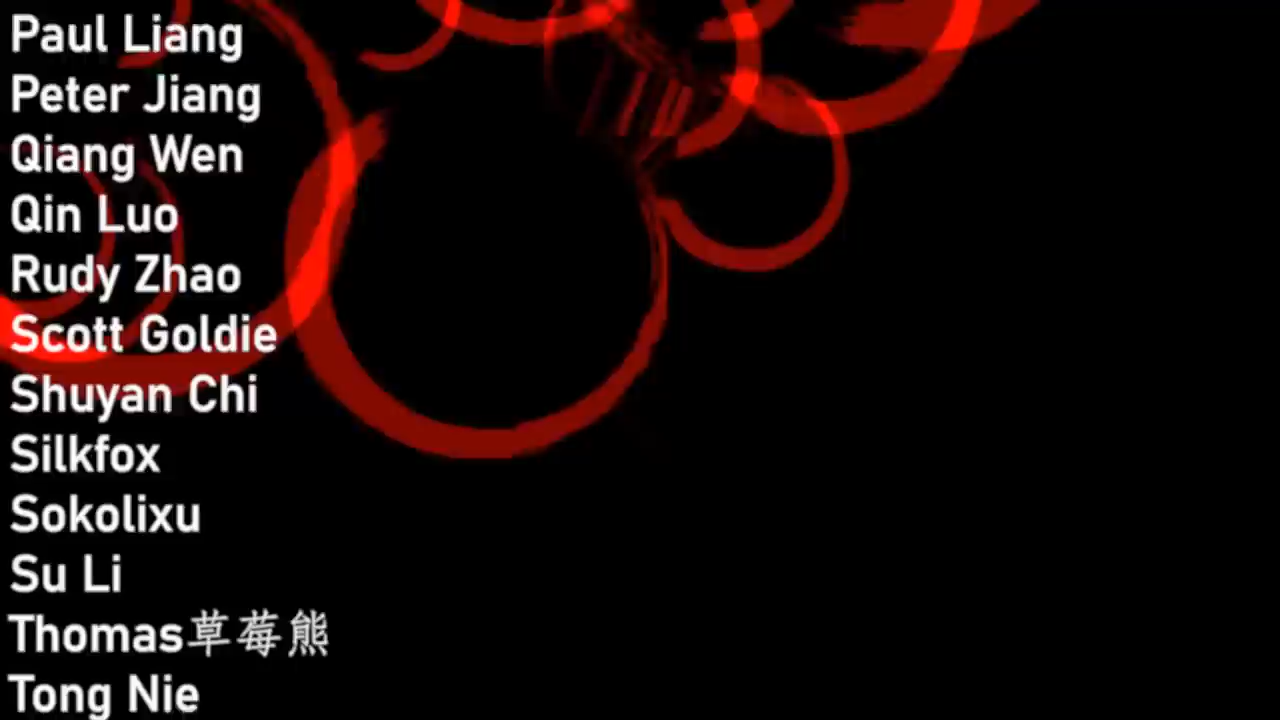 Paul Liang
Peter Jiang
Qiang Wen
Qin Luo
Rudy Zhao
Scott Goldie
Shuyan Chi
Silkfox
Sokolixu
Su Li
Thomas草莓熊
Tong Nie